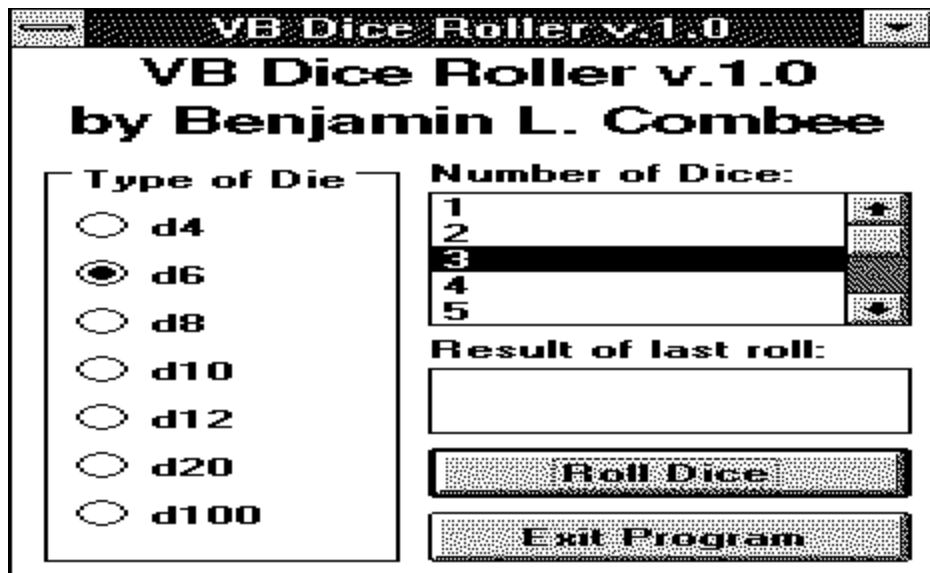 VB Dice Roller v.1.0
VB Dice Roller v.1.0
by Benjamin L. Combee
Type of Die
d4
d6
d8
d10
d12
d20
d100
Number of Dice:
1
2
3
4
5
Result of last roll:
Roll Dice
Exit Program